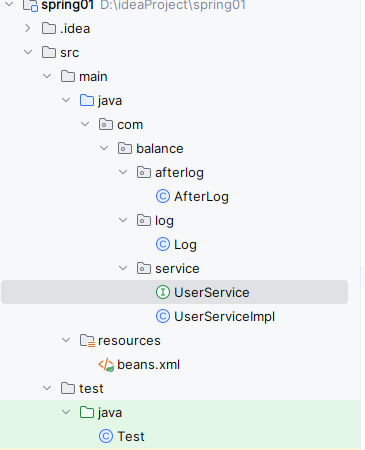 spring01 D:\ideaProject\spring01
.idea
src
main
java
com
balance
afterlog
AfterLog
log
Log
service
UserService
UserServiceImpl
resources
beans.xml
test
java
Test